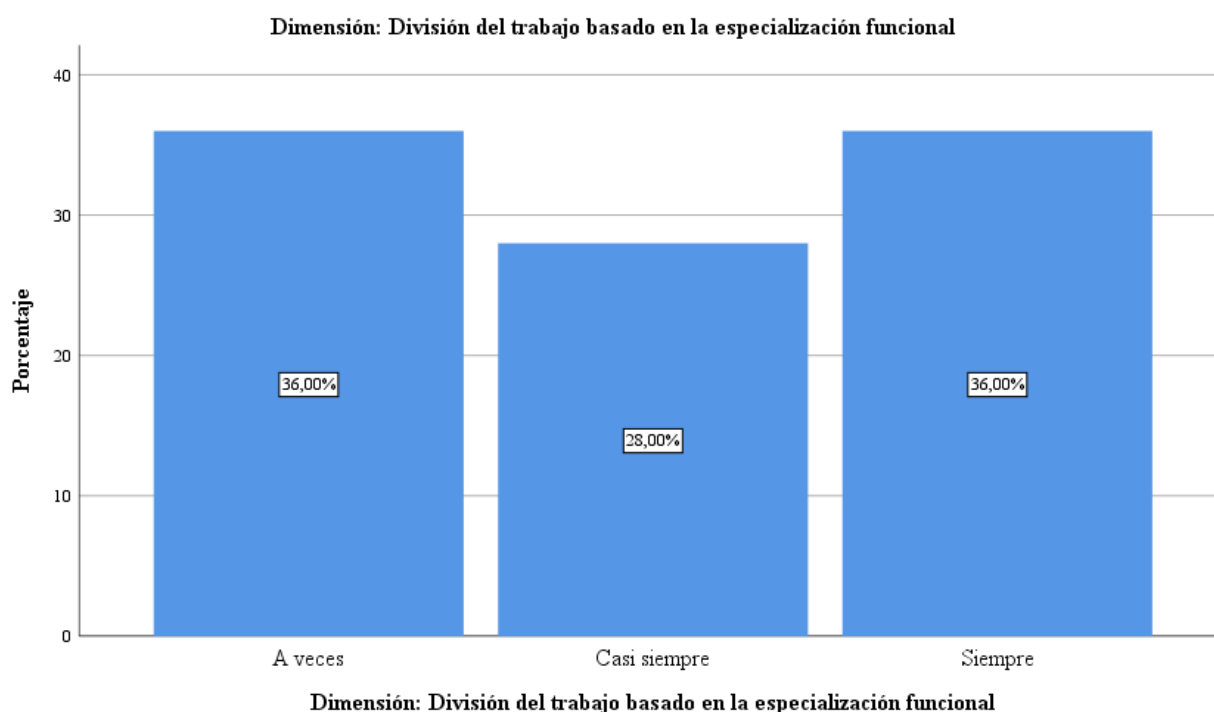 Dimensión: División del trabajo basado en la especialización funcional
40
30
20
10
0
Porcentaje
36,00%
28,00%
36,00%
A veces
Casi siempre
Siempre
Dimensión: División del trabajo basado en la especialización funcional